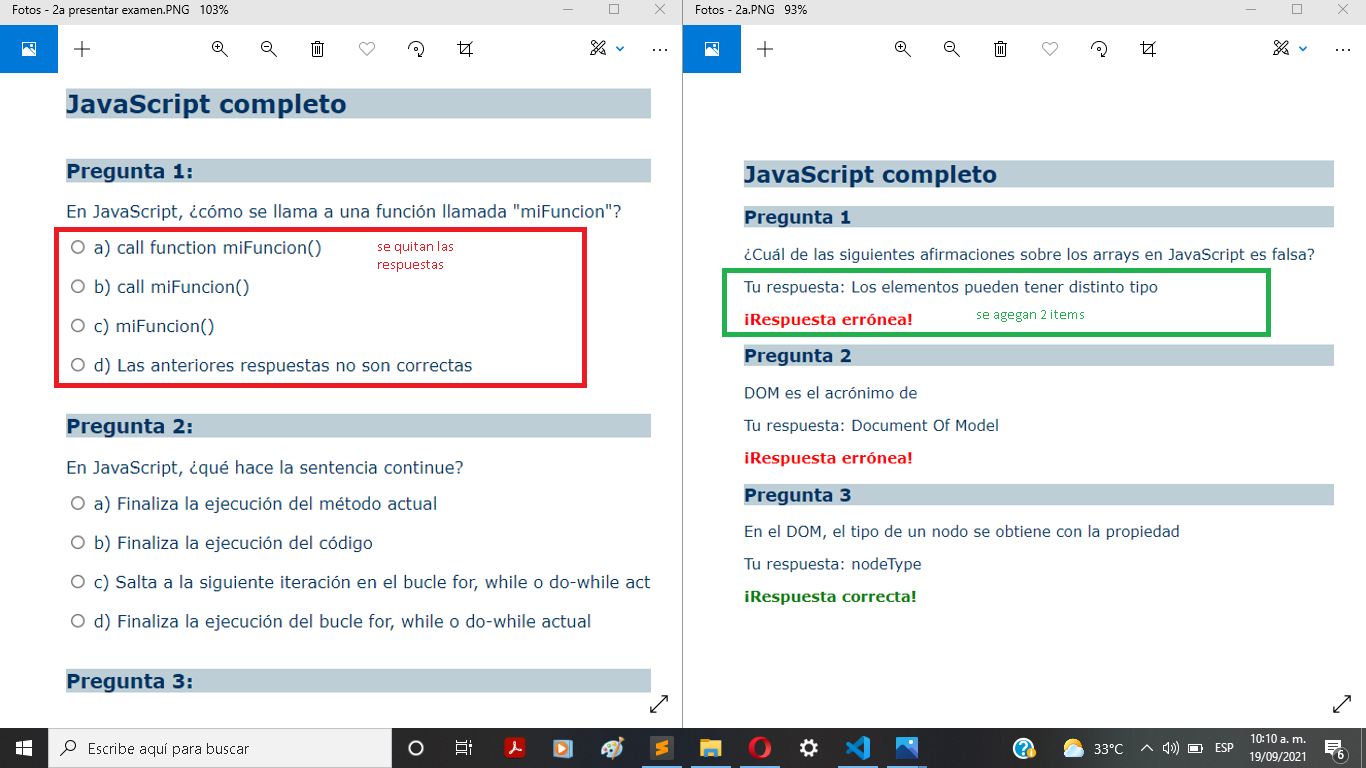 Fotos - 2a presentar examen.PNG 103%
JavaScript completo
Pregunta 1:
En JavaScript, ¿cómo se llama a una función llamada "miFuncion"?
a) call function miFuncion()
se quitan las
respuestas
b) call miFuncion()
c) miFuncion()
d) Las anteriores respuestas no son correctas
Pregunta 2:
En JavaScript, ¿qué hace la sentencia continue?
a) Finaliza la ejecución del método actual
b) Finaliza la ejecución del código
c) Salta a la siguiente iteración en el bucle for, while o do-while act
d) Finaliza la ejecución del bucle for, while o do-while actual
Pregunta 3:
Fotos - 2a.PNG 93%
JavaScript completo
Pregunta 1
¿Cuál de las siguientes afirmaciones sobre los arrays en JavaScript es falsa?
Tu respuesta: Los elementos pueden tener distinto tipo
¡Respuesta errónea!
se agegan 2 items
Pregunta 2
DOM es el acrónimo de
Tu respuesta: Document Of Model
¡Respuesta errónea!
Pregunta 3
En el DOM, el tipo de un nodo se obtiene con la propiedad
Tu respuesta: nodeType
¡Respuesta correcta!
Escribe aquí para buscar
33°C
ESP
10:10 a. m.
19/09/2021
6